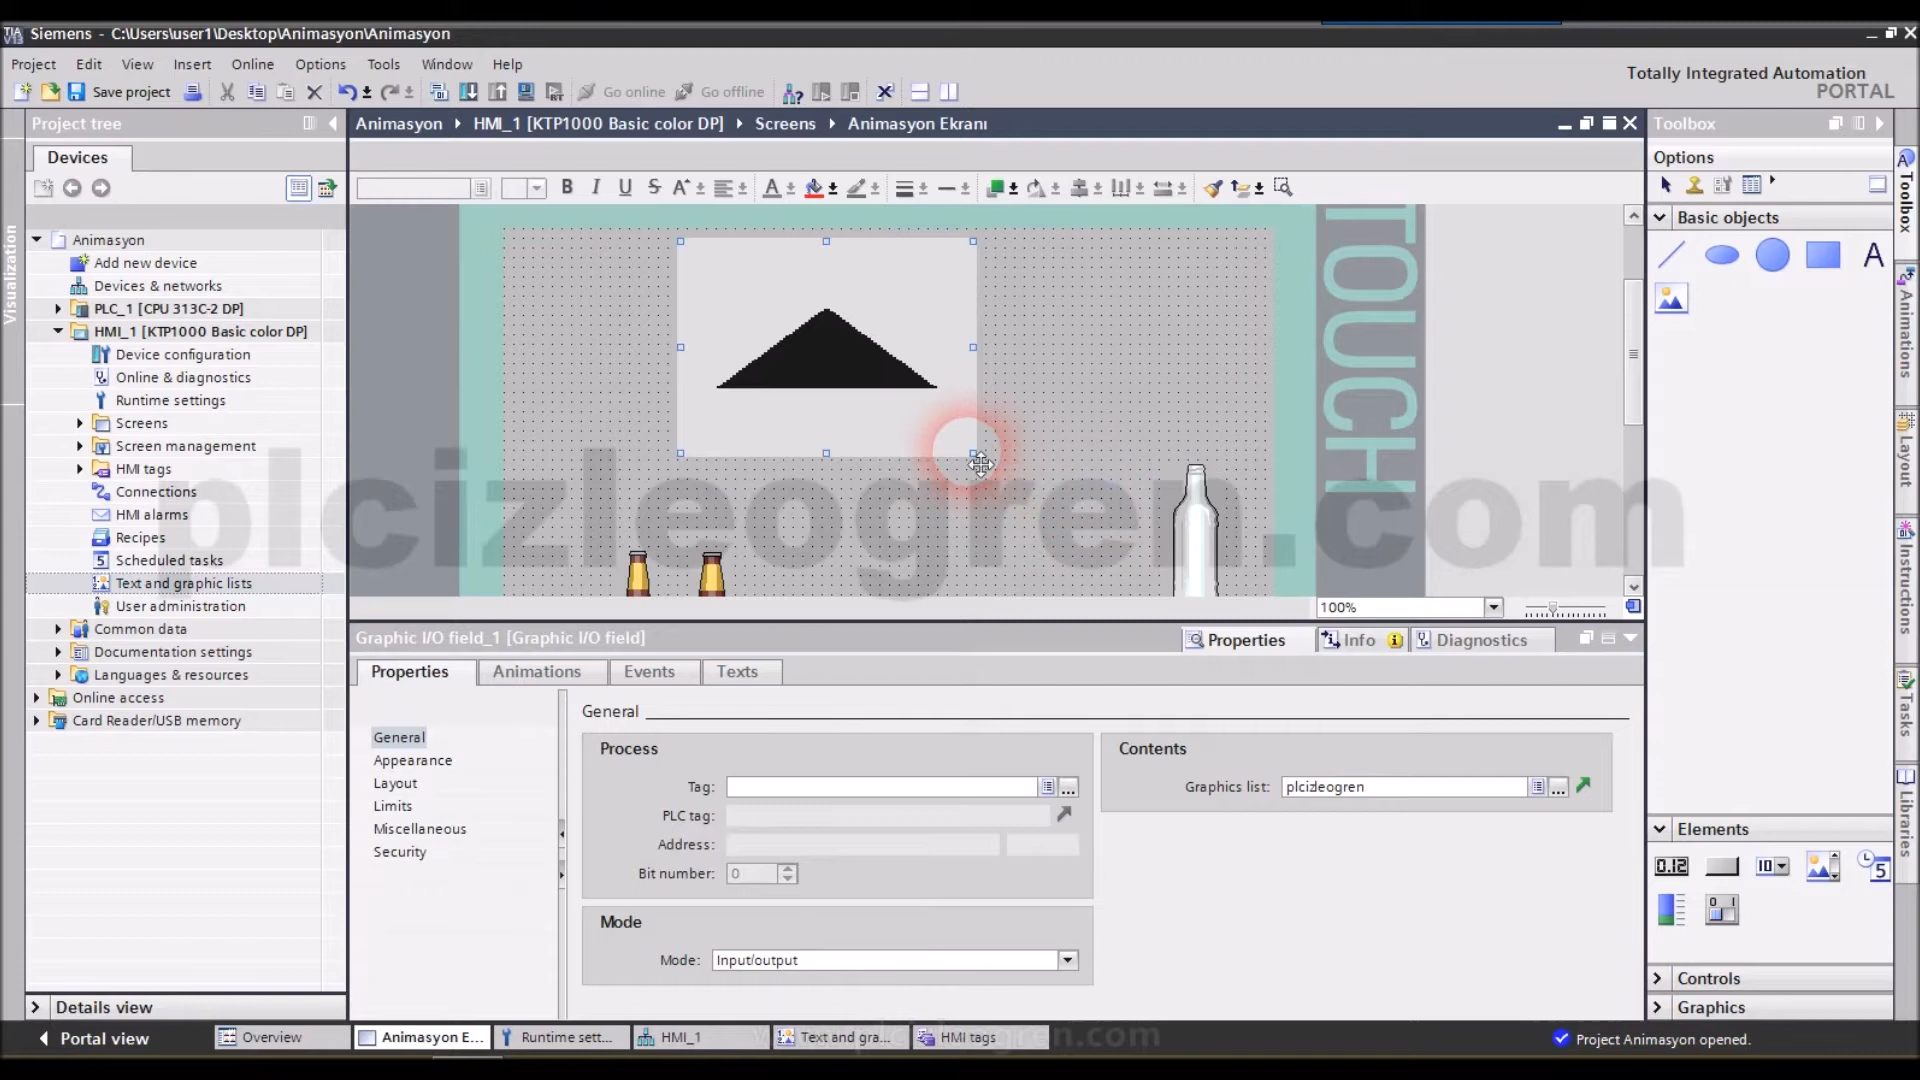 Siemens - C:\Users\user1\Desktop\Animasyon\Animasyon
Project Edit View Insert Online Options Tools Window Help
Totally Integrated Automation
PORTAL
Save project Go online Go offline
Project tree
Animasyon HMI_1 [KTP1000 Basic color DP] Screens Animasyon Ekranı
Toolbox
Devices
Options
Basic objects
Visualization
Animasyon
Add new device
Devices & networks
PLC_1 [CPU 313C-2 DP]
HMI_1 [KTP1000 Basic color DP]
Device configuration
Online & diagnostics
Runtime settings
Screens
Screen management
HMI tags
Connections
HMI alarms
Recipes
Scheduled tasks
Text and graphic lists
User administration
Common data
Documentation settings
Languages & resources
Online access
Card Reader/USB memory
Details view
TOUCH
plcizleogren.com
100%
Graphic I/O field_1 [Graphic I/O field]
Properties Info Diagnostics
Properties Animations Events Texts
General
Appearance
Layout
Limits
Miscellaneous
Security
General
Process
Tag:
PLC tag:
Address:
Bit number: 0
Mode
Mode: Input/output
Contents
Graphics list: plcizleogren
Elements
Controls
Graphics
Toolbox
Animations
Layout
Instructions
Tasks
Libraries
Portal view Overview Animasyon E... Runtime sett... HMI_1 Text and gra... HMI tags
Project Animasyon opened.